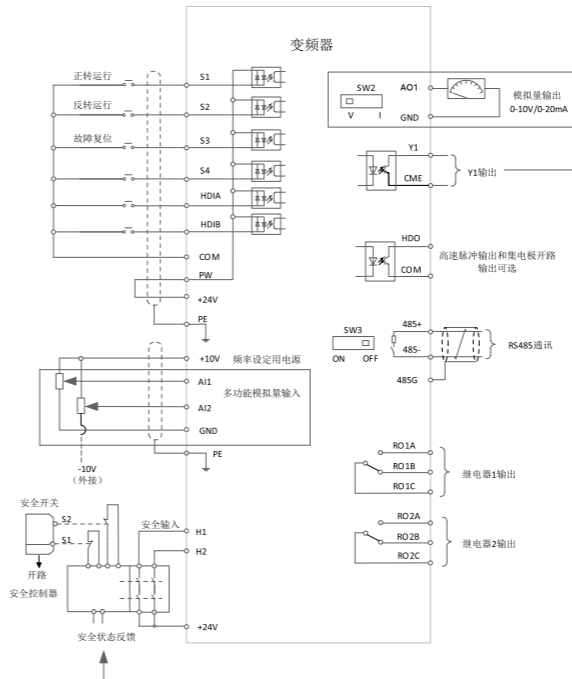 变频器
正转运行
S1
反转运行
S2
故障复位
S3
S4
HDIA
HDIB
COM
PW
+24V
PE
+10V
频率设定用电源
AI1
多功能模拟量输入
AI2
GND
PE
-10V
（外接）
安全开关
S2
S1
开路
安全控制器
安全输入
H1
H2
+24V
安全状态反馈
SW2
V I
AO1
GND
模拟量输出
0-10V/0-20mA
Y1
CME
Y1输出
HDO
COM
高速脉冲输出和集电极开路
输出可选
SW3
ON OFF
485+
485-
485G
RS485通讯
RO1A
RO1B
RO1C
继电器1输出
RO2A
RO2B
RO2C
继电器2输出